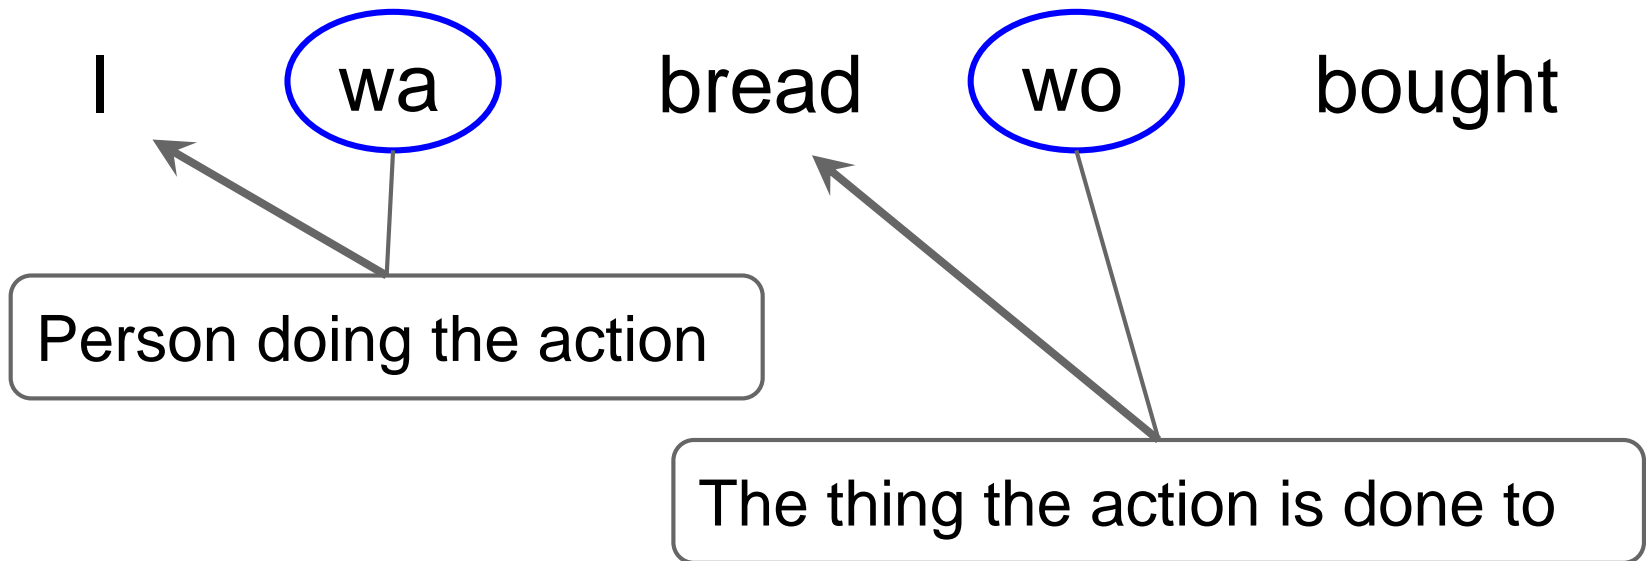 I wa bread wo bought
Person doing the action
The thing the action is done to